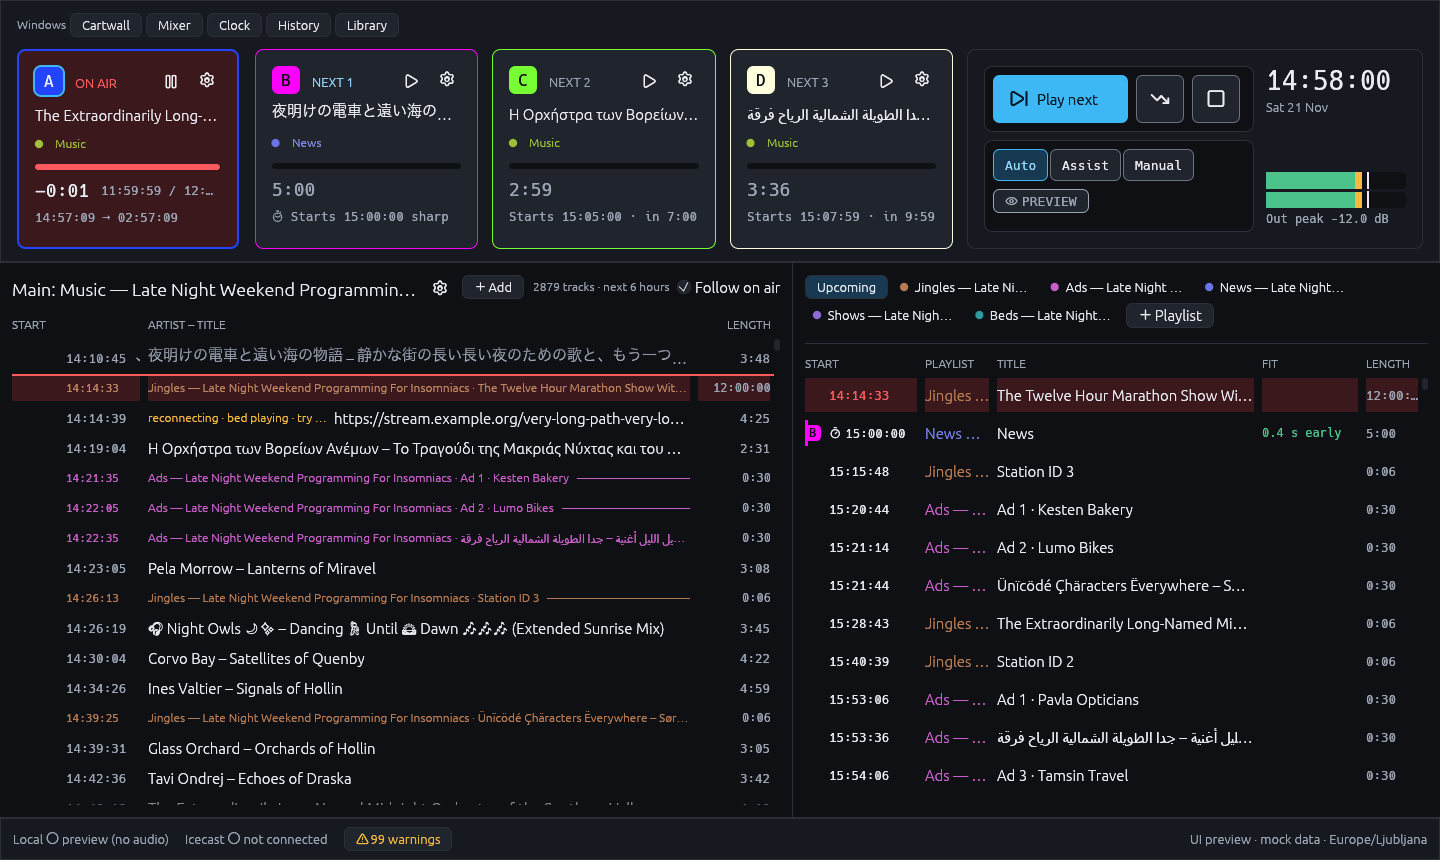 Windows Cartwall Mixer Clock History Library
A ON AIR
The Extraordinarily Long-...
Music
−0:01 11:59:59 / 12:...
14:57:09 → 02:57:09
B NEXT 1
夜明けの電車と遠い海の...
News
5:00
Starts 15:00:00 sharp
C NEXT 2
Η Ορχήστρα των Βορείων...
Music
2:59
Starts 15:05:00 · in 7:00
D NEXT 3
جدا الطويلة الشمالية الرياح فرقة...
Music
3:36
Starts 15:07:59 · in 9:59
Play next
Auto Assist Manual
PREVIEW
14:58:00
Sat 21 Nov
Out peak -12.0 dB
Main: Music — Late Night Weekend Programmin... + Add 2879 tracks · next 6 hours Follow on air
START ARTIST – TITLE LENGTH
14:10:45 夜明けの電車と遠い海の物語 – 静かな街の長い長い夜のための歌と、もう一つ... 3:48
14:14:33 Jingles — Late Night Weekend Programming For Insomniacs · The Twelve Hour Marathon Show Wit... 12:00:00
14:14:39 reconnecting · bed playing · try ... https://stream.example.org/very-long-path-very-lo... 4:25
14:19:04 Η Ορχήστρα των Βορείων Ανέμων – Το Τραγούδι της Μακριάς Νύχτας και του ... 2:31
14:21:35 Ads — Late Night Weekend Programming For Insomniacs · Ad 1 · Kesten Bakery 0:30
14:22:05 Ads — Late Night Weekend Programming For Insomniacs · Ad 2 · Lumo Bikes 0:30
14:22:35 Ads — Late Night Weekend Programming For Insomniacs · يل الليل أغنية – جدا الطويلة الشمالية الرياح فرقة... 0:30
14:23:05 Pela Morrow – Lanterns of Miravel 3:08
14:26:13 Jingles — Late Night Weekend Programming For Insomniacs · Station ID 3 0:06
14:26:19 🎧 Night Owls 🌙✨ – Dancing 💃 Until 🌅 Dawn 🎶🎶🎶 (Extended Sunrise Mix) 3:45
14:30:04 Corvo Bay – Satellites of Quenby 4:22
14:34:26 Ines Valtier – Signals of Hollin 4:59
14:39:25 Jingles — Late Night Weekend Programming For Insomniacs · Ünïcödé Çhäracters Ëverywhere – Sør... 0:06
14:39:31 Glass Orchard – Orchards of Hollin 3:05
14:42:36 Tavi Ondrej – Echoes of Draska 3:42
Upcoming Jingles — Late Ni... Ads — Late Night ... News — Late Night...
Shows — Late Nigh... Beds — Late Night... + Playlist
START PLAYLIST TITLE FIT LENGTH
14:14:33 Jingles ... The Twelve Hour Marathon Show Wi... 12:00:...
B 15:00:00 News ... News 0.4 s early 5:00
15:15:48 Jingles ... Station ID 3 0:06
15:20:44 Ads — ... Ad 1 · Kesten Bakery 0:30
15:21:14 Ads — ... Ad 2 · Lumo Bikes 0:30
15:21:44 Ads — ... Ünïcödé Çhäracters Ëverywhere – S... 0:30
15:28:43 Jingles ... The Extraordinarily Long-Named Mi... 0:06
15:40:39 Jingles ... Station ID 2 0:06
15:53:06 Ads — ... Ad 1 · Pavla Opticians 0:30
15:53:36 Ads — ... لليل أغنية – جدا الطويلة الشمالية الرياح فرقة... 0:30
15:54:06 Ads — ... Ad 3 · Tamsin Travel 0:30
Local preview (no audio) Icecast not connected 99 warnings UI preview · mock data · Europe/Ljubljana